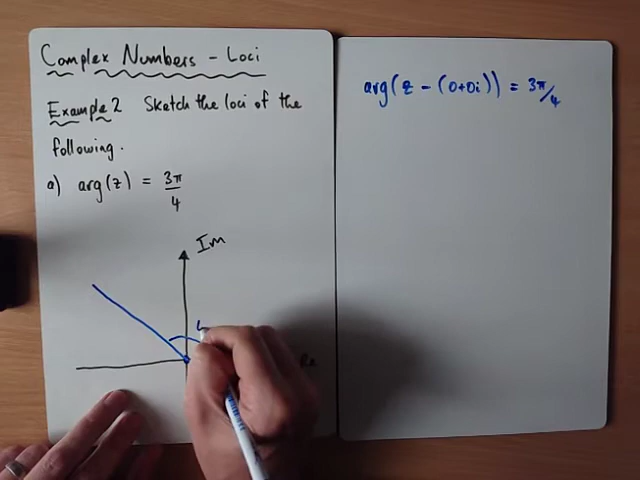 Complex Numbers - Loci
Example 2 Sketch the loci of the
following.
a) arg(z) = 3π/4
Im
Re
arg(z - (0+0i)) = 3π/4